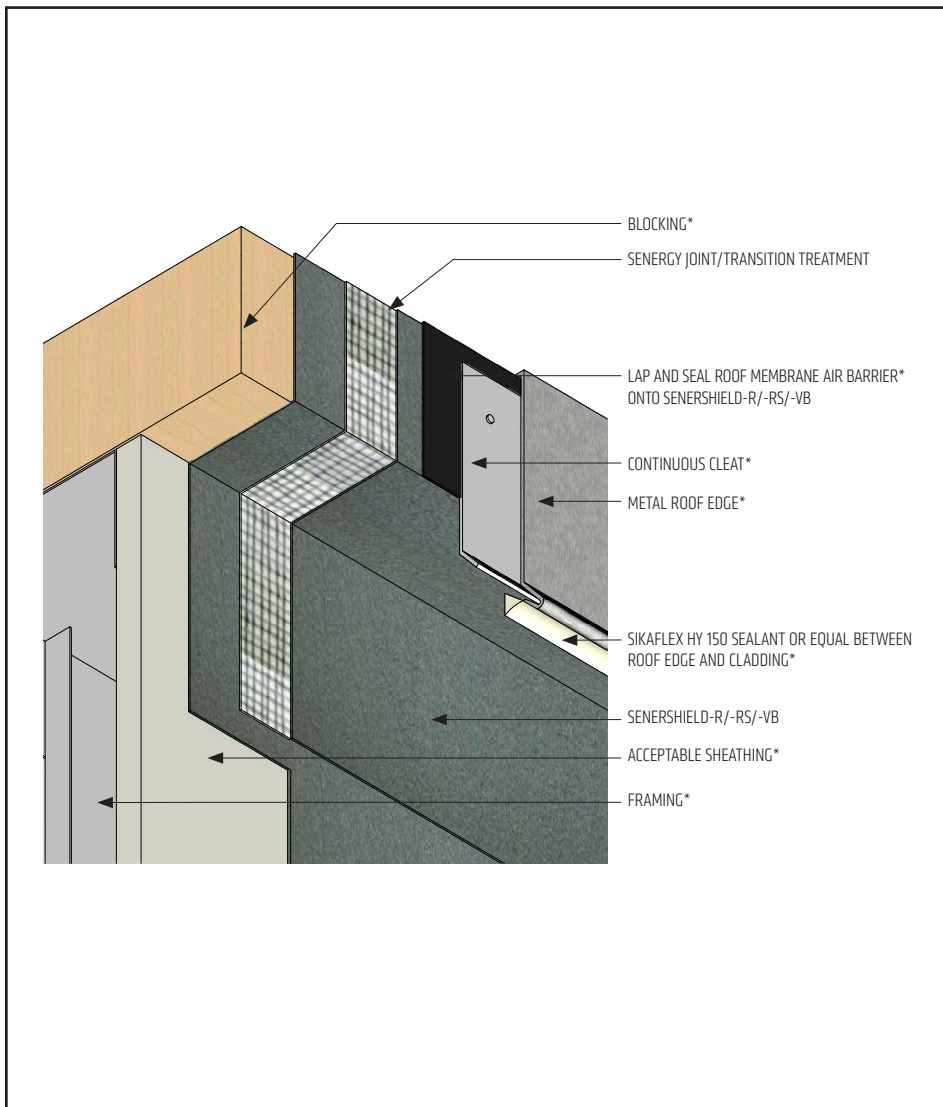 BLOCKING*
SENERGY JOINT/TRANSITION TREATMENT
LAP AND SEAL ROOF MEMBRANE AIR BARRIER*
ONTO SENERSHIELD-R/-RS/-VB
CONTINUOUS CLEAT*
METAL ROOF EDGE*
SIKAFLEX HY 150 SEALANT OR EQUAL BETWEEN
ROOF EDGE AND CLADDING*
SENERSHIELD-R/-RS/-VB
ACCEPTABLE SHEATHING*
FRAMING*